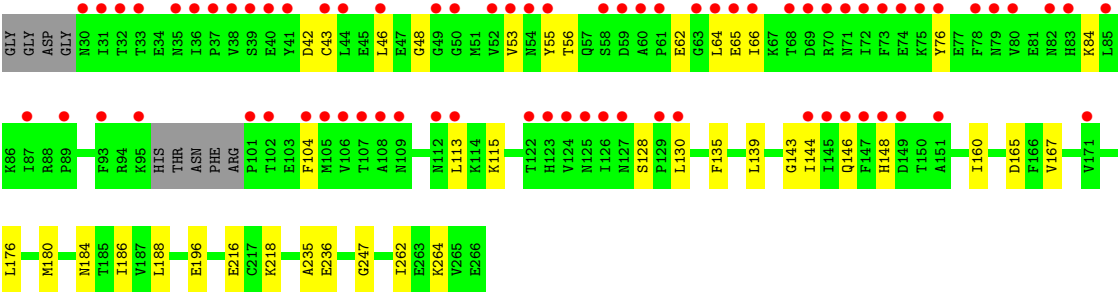 GLY GLY ASP GLY N30 I31 T32 T33 E34 N35 I36 P37 V38 S39 E40 Y41 D42 C43 L44 E45 L46 E47 G48 G49 G50 M51 V52 V53 N54 Y55 T56 Q57 S58 D59 A60 P61 E62 G63 L64 E65 I66 K67 T68 D69 R70 N71 I72 F73 E74 K75 Y76 E77 F78 N79 V80 E81 N82 H83 K84 L85
K86 I87 R88 P89 F93 R94 K95 HIS THR ASN PHE ARG P101 T102 E103 F104 M105 V106 T107 A108 N109 N112 L113 K114 K115 T122 H123 V124 N125 I126 N127 S128 P129 L130 F135 L139 G143 I144 I145 Q146 F147 H148 D149 T150 A151 I160 D165 F166 V167 V171
L176 M180 N184 T185 I186 V187 L188 E196 E216 C217 K218 A235 E236 G247 I262 E263 K264 V265 E266